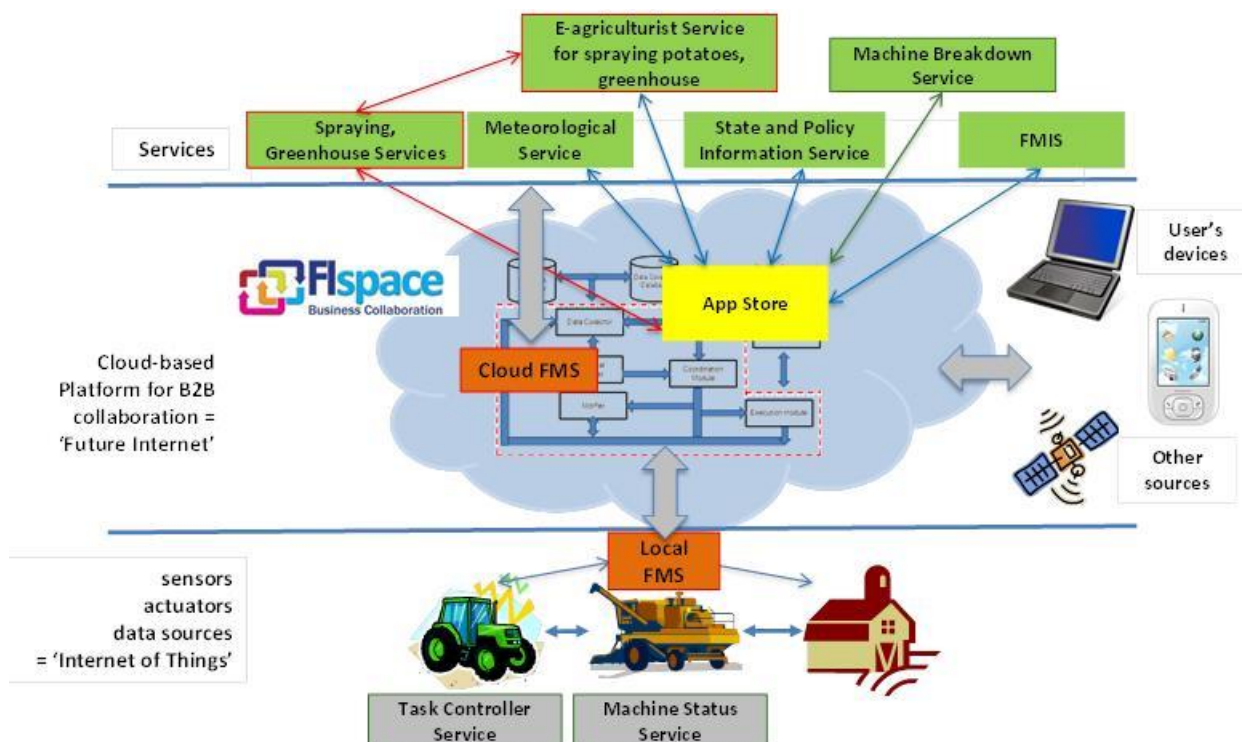 E-agriculturist Service
for spraying potatoes,
greenhouse
Machine Breakdown
Service
Services
Spraying,
Greenhouse Services
Meteorological
Service
State and Policy
Information Service
FMIS
User's
devices
FIspace
Business Collaboration
App Store
Data Collector
Cloud FMS
Coordination
Module
Notifier
Execution Module
Cloud-based
Platform for B2B
collaboration =
'Future Internet'
Other
sources
Local
FMS
sensors
actuators
data sources
= 'Internet of Things'
Task Controller
Service
Machine Status
Service